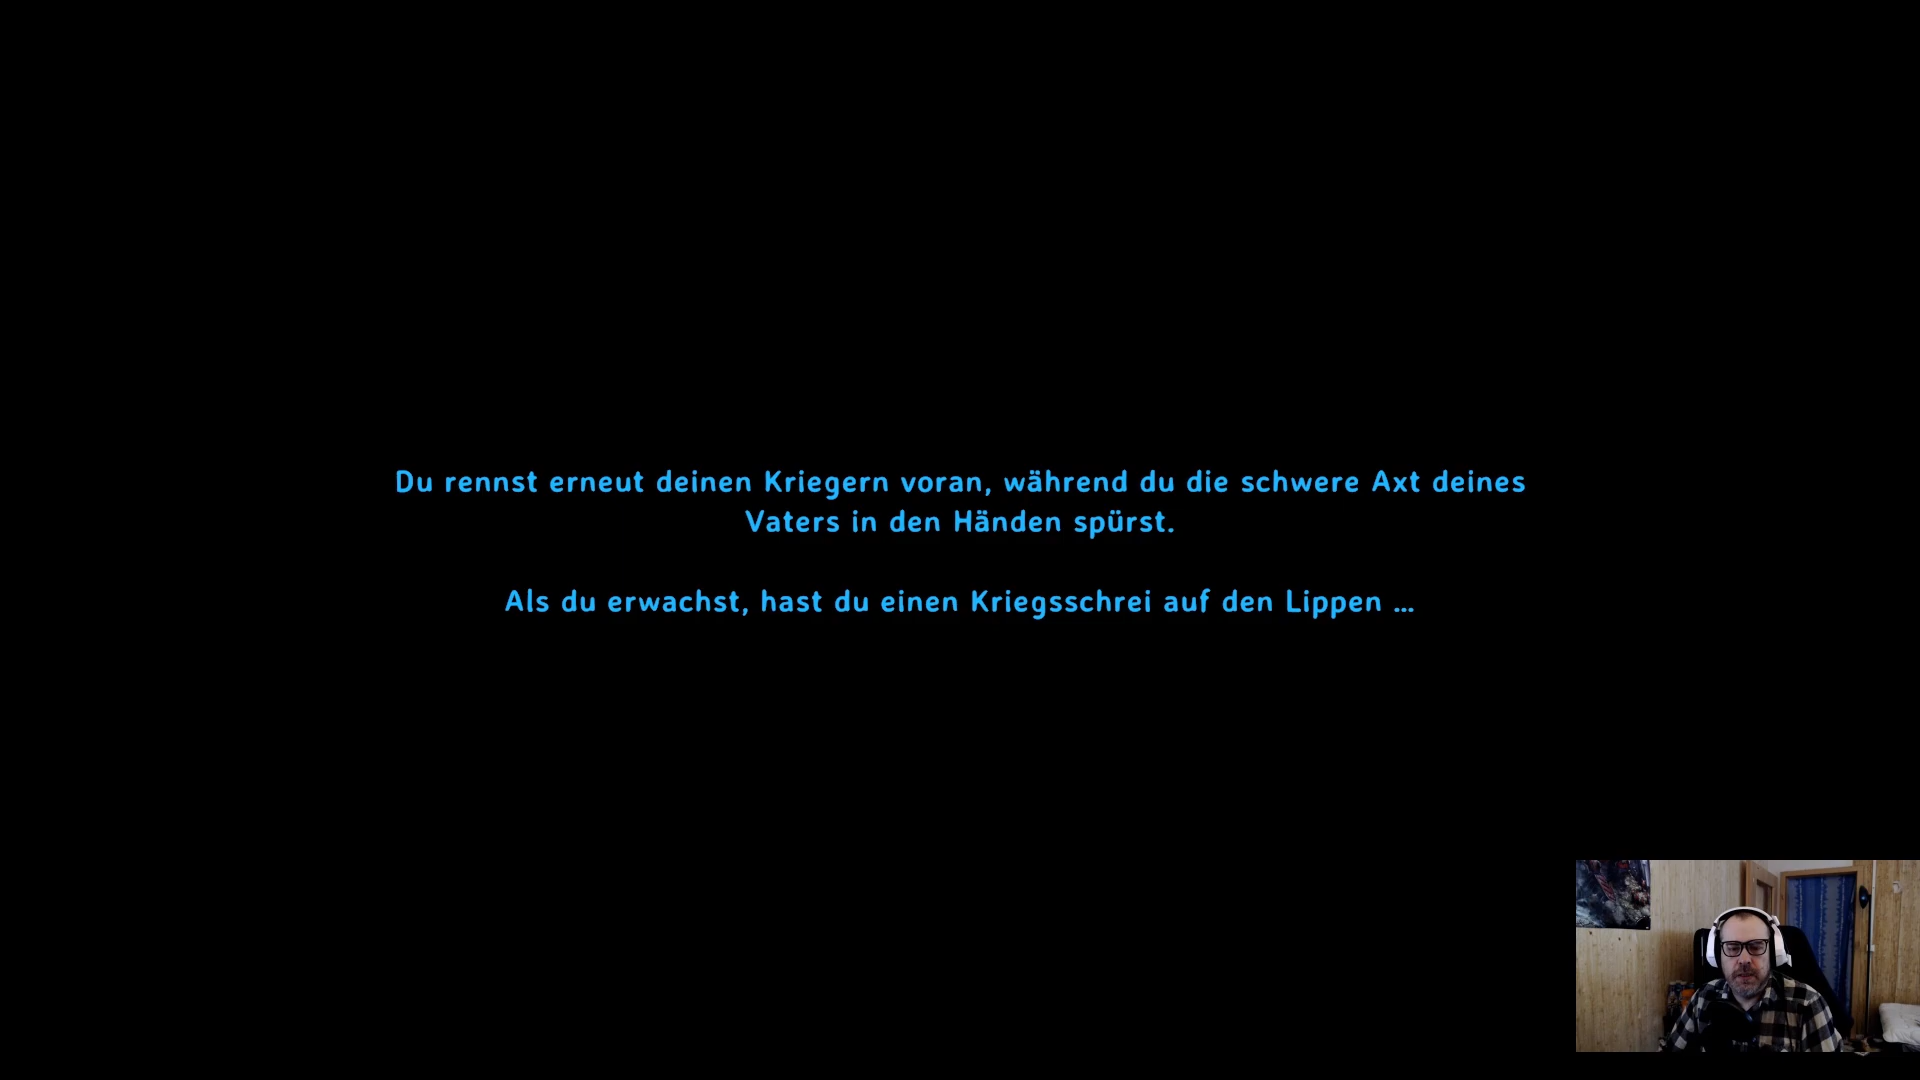 Du rennst erneut deinen Kriegern voran, während du die schwere Axt deines
Vaters in den Händen spürst.
Als du erwachst, hast du einen Kriegsschrei auf den Lippen ...